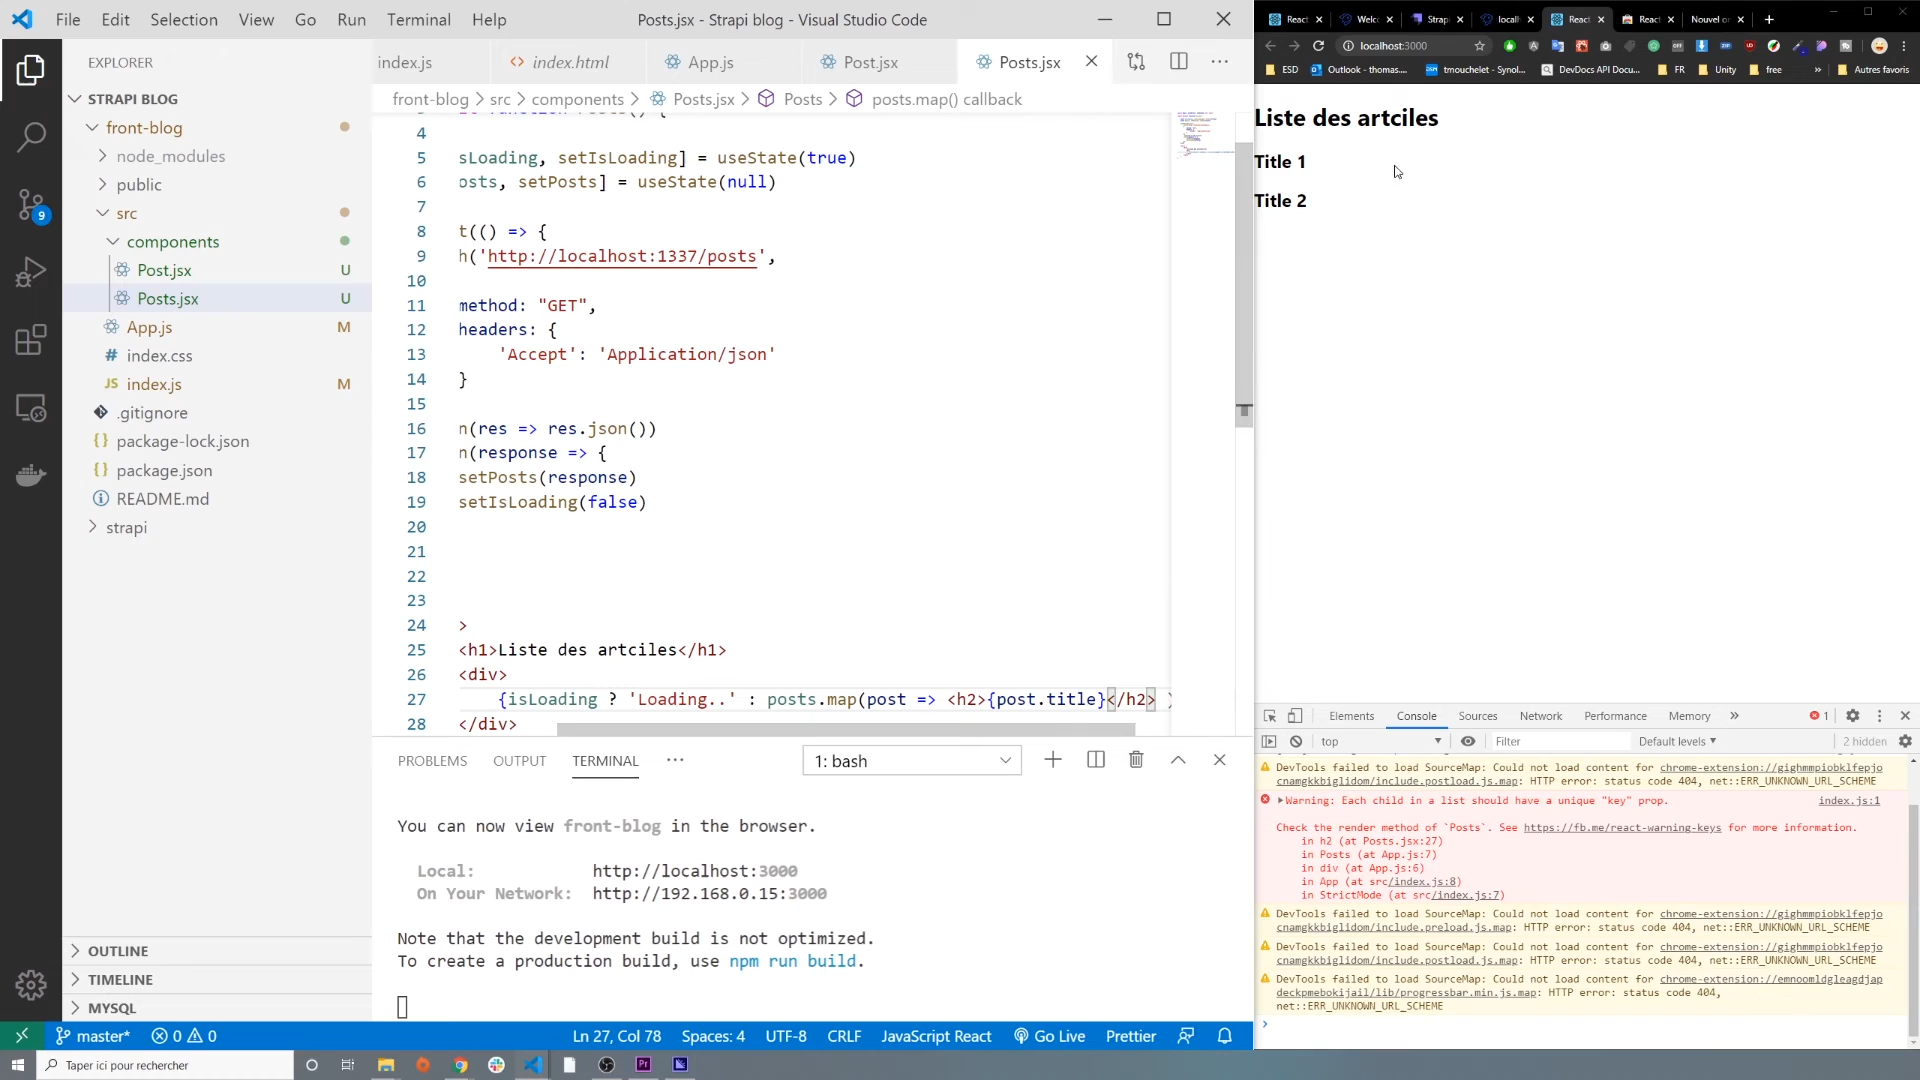 File Edit Selection View Go Run Terminal Help
Posts.jsx - Strapi blog - Visual Studio Code
EXPLORER
STRAPI BLOG
front-blog
node_modules
public
src
components
Post.jsx U
Posts.jsx U
App.js M
index.css
JS index.js M
.gitignore
{} package-lock.json
{} package.json
README.md
strapi
OUTLINE
TIMELINE
MYSQL
9
index.js
<> index.html
App.js
Post.jsx
Posts.jsx
front-blog > src > components > Posts.jsx > Posts > posts.map() callback
4
5 sLoading, setIsLoading] = useState(true)
6 osts, setPosts] = useState(null)
7
8 t(() => {
9 h('http://localhost:1337/posts',
10
11 method: "GET",
12 headers: {
13 'Accept': 'Application/json'
14 }
15
16 n(res => res.json())
17 n(response => {
18 setPosts(response)
19 setIsLoading(false)
20
21
22
23
24 >
25 <h1>Liste des artciles</h1>
26 <div>
27 {isLoading ? 'Loading..' : posts.map(post => <h2>{post.title}</h2> )
28 </div>
PROBLEMS OUTPUT TERMINAL ... 1: bash
You can now view front-blog in the browser.
Local: http://localhost:3000
On Your Network: http://192.168.0.15:3000
Note that the development build is not optimized.
To create a production build, use npm run build.
master* 0 0 Ln 27, Col 78 Spaces: 4 UTF-8 CRLF JavaScript React Go Live Prettier
Taper ici pour rechercher
React Welc Strap localh React React Nouvel on
localhost:3000
ESD Outlook - thomas.... tmouchelet - Synol... DevDocs API Docu... FR Unity free » Autres favoris
Liste des artciles
Title 1
Title 2
Elements Console Sources Network Performance Memory » 1
top Filter Default levels 2 hidden
DevTools failed to load SourceMap: Could not load content for chrome-extension://gighmmpiobklfepjo
cnamgkkbiglidom/include.postload.js.map: HTTP error: status code 404, net::ERR_UNKNOWN_URL_SCHEME
Warning: Each child in a list should have a unique "key" prop. index.js:1
Check the render method of `Posts`. See https://fb.me/react-warning-keys for more information.
in h2 (at Posts.jsx:27)
in Posts (at App.js:7)
in div (at App.js:6)
in App (at src/index.js:8)
in StrictMode (at src/index.js:7)
DevTools failed to load SourceMap: Could not load content for chrome-extension://gighmmpiobklfepjo
cnamgkkbiglidom/include.preload.js.map: HTTP error: status code 404, net::ERR_UNKNOWN_URL_SCHEME
DevTools failed to load SourceMap: Could not load content for chrome-extension://gighmmpiobklfepjo
cnamgkkbiglidom/include.postload.js.map: HTTP error: status code 404, net::ERR_UNKNOWN_URL_SCHEME
DevTools failed to load SourceMap: Could not load content for chrome-extension://emnoomldgleagdjap
deckpmebokijail/lib/progressbar.min.js.map: HTTP error: status code 404,
net::ERR_UNKNOWN_URL_SCHEME